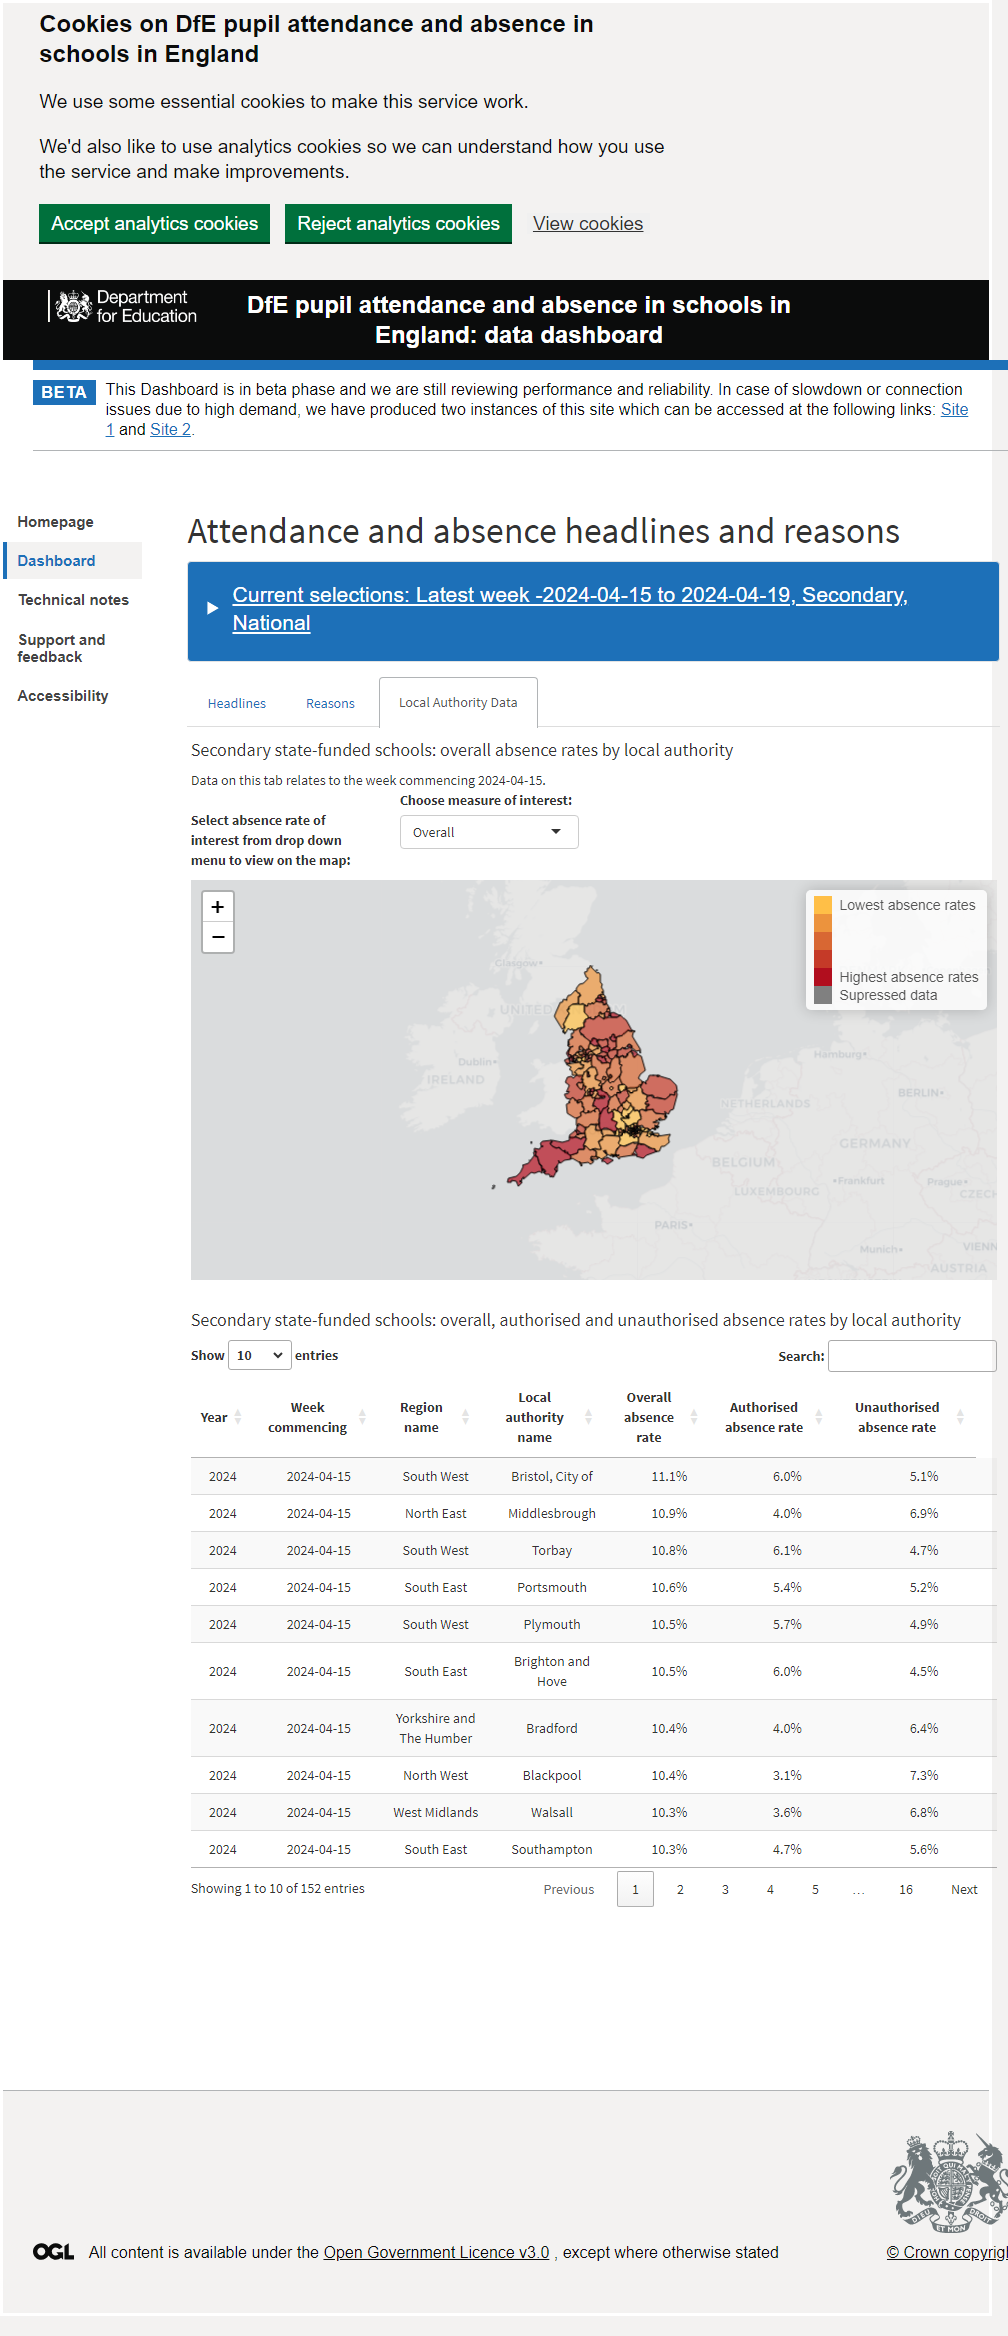 Cookies on DfE pupil attendance and absence in
schools in England
We use some essential cookies to make this service work.
We'd also like to use analytics cookies so we can understand how you use
the service and make improvements.
Accept analytics cookies Reject analytics cookies View cookies
Department
for Education
DfE pupil attendance and absence in schools in
England: data dashboard
BETA
This Dashboard is in beta phase and we are still reviewing performance and reliability. In case of slowdown or connection
issues due to high demand, we have produced two instances of this site which can be accessed at the following links: Site
1 and Site 2.
Homepage
Dashboard
Technical notes
Support and
feedback
Accessibility
Attendance and absence headlines and reasons
Current selections: Latest week -2024-04-15 to 2024-04-19, Secondary,
National
Headlines Reasons Local Authority Data
Secondary state-funded schools: overall absence rates by local authority
Data on this tab relates to the week commencing 2024-04-15.
Select absence rate of
interest from drop down
menu to view on the map:
Choose measure of interest:
Overall
+
−
Lowest absence rates
Highest absence rates
Supressed data
Glasgow
UNITED M
Dublin
IRELAND
Hamburg
BERLIN
NETHERLANDS
GERMANY
BELGIUM
Frankfurt
Prague
LUXEMBOURG
CZECH
PARIS
Munich
VIENN
AUSTRIA
Secondary state-funded schools: overall, authorised and unauthorised absence rates by local authority
Show 10 entries Search:
Year Week commencing Region name Local authority name Overall absence rate Authorised absence rate Unauthorised absence rate
2024 2024-04-15 South West Bristol, City of 11.1% 6.0% 5.1%
2024 2024-04-15 North East Middlesbrough 10.9% 4.0% 6.9%
2024 2024-04-15 South West Torbay 10.8% 6.1% 4.7%
2024 2024-04-15 South East Portsmouth 10.6% 5.4% 5.2%
2024 2024-04-15 South West Plymouth 10.5% 5.7% 4.9%
2024 2024-04-15 South East Brighton and Hove 10.5% 6.0% 4.5%
2024 2024-04-15 Yorkshire and The Humber Bradford 10.4% 4.0% 6.4%
2024 2024-04-15 North West Blackpool 10.4% 3.1% 7.3%
2024 2024-04-15 West Midlands Walsall 10.3% 3.6% 6.8%
2024 2024-04-15 South East Southampton 10.3% 4.7% 5.6%
Showing 1 to 10 of 152 entries Previous 1 2 3 4 5 … 16 Next
DIEU ET MON DROIT
OGL All content is available under the Open Government Licence v3.0 , except where otherwise stated
© Crown copyrig